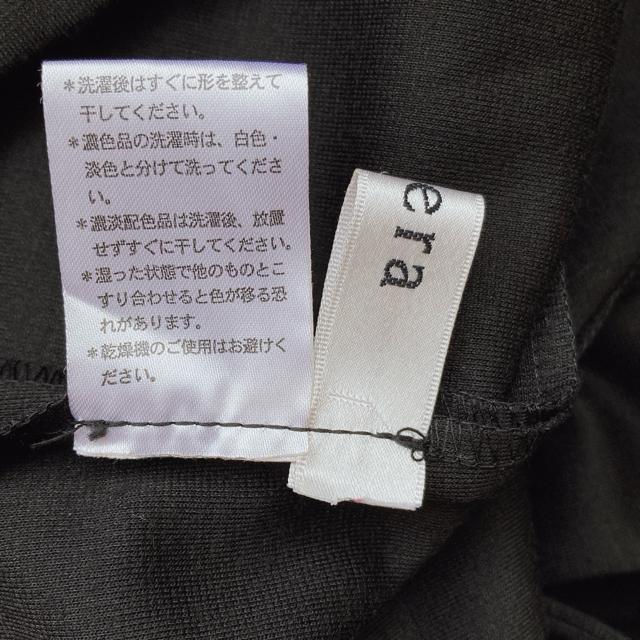 *洗濯後はすぐに形を整えて
干してください。
*濃色品の洗濯時は、白色・
淡色と分けて洗ってくださ
い。
*濃淡配色品は洗濯後、放置
せずすぐに干してください。
*湿った状態で他のものとこ
すり合わせると色が移る恐
れがあります。
*乾燥機のご使用はお避けく
ださい。
era